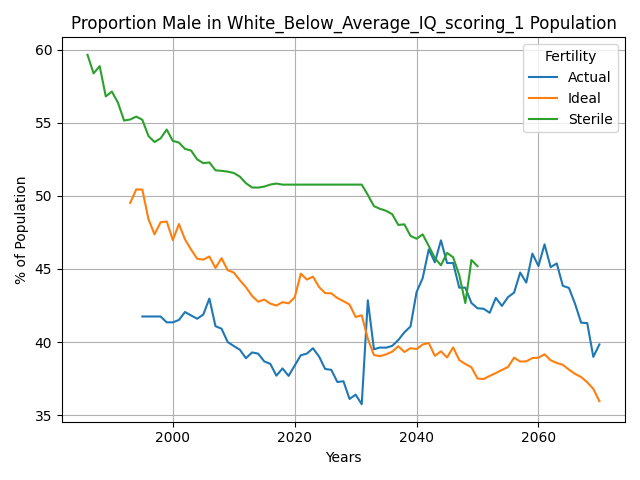 Proportion Male in White_Below_Average_IQ_scoring_1 Population
60
55
50
45
40
35
% of Population
Fertility
Actual
Ideal
Sterile
2000
2020
2040
2060
Years